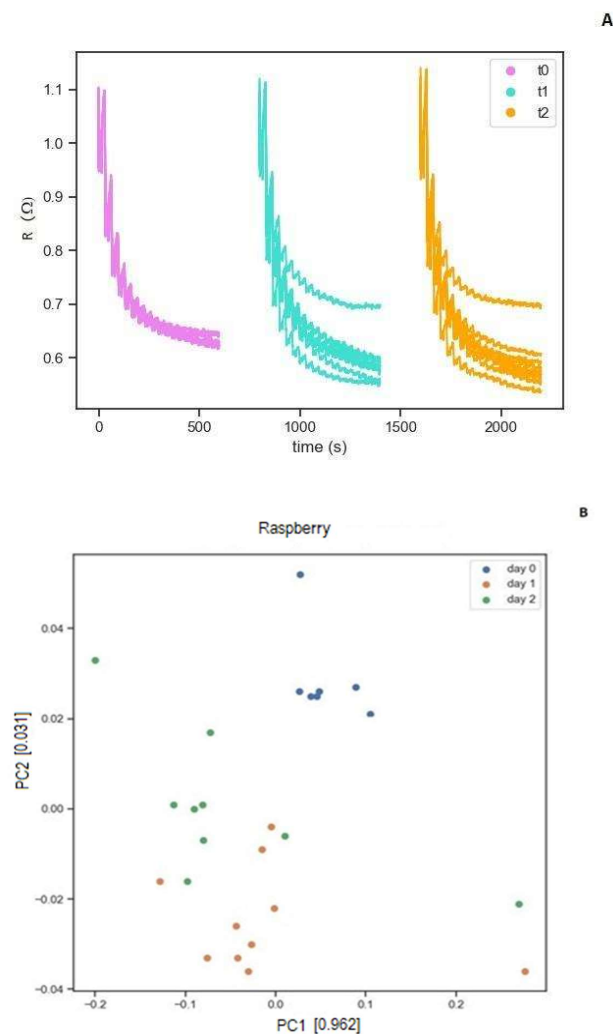 A
1.1
1.0
0.9
0.8
0.7
0.6
R (Ω)
t0
t1
t2
0 500 1000 1500 2000
time (s)
B
Raspberry
day 0
day 1
day 2
0.04
0.02
0.00
−0.02
−0.04
PC2 [0.031]
−0.2 −0.1 0.0 0.1 0.2
PC1 [0.962]